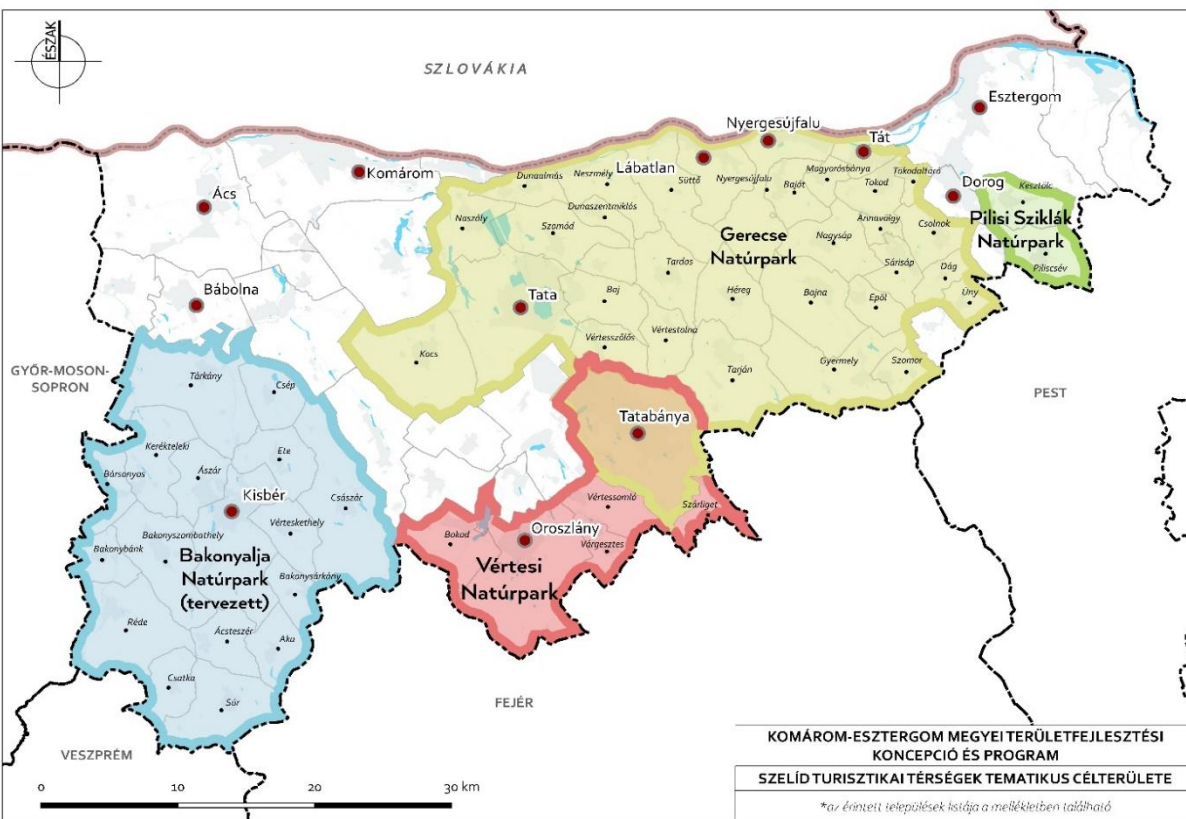 ÉSZAK
SZLOVÁKIA
Esztergom
Nyergesújfalu
Tát
Lábatlan
Komárom
Dorog
Ács
Dunaalmás
Neszmély
Süttő
Nyergesújfalu
Bajót
Magyarósbánya
Tokod
Tokodaltáró
Kesztölc
Pilisi Sziklák
Natúrpark
Piliscsév
Naszály
Szomód
Dunaszentmiklós
Annavölgy
Csolnok
Nagysáp
Gerecse
Natúrpark
Tardos
Sárisáp
Dág
Bábolna
Tata
Baj
Héreg
Bajna
Epöl
Úny
Kocs
Vértesszőlős
Vértestolna
Tarján
Gyermely
Szomor
GYŐR-MOSON-
SOPRON
PEST
Tárkány
Csép
Tatabánya
Kerékteleki
Ete
Bársonyos
Ászár
Kisbér
Császár
Vérteskethely
Bakonyszombathely
Bakonybánk
Bakonyalja
Natúrpark
(tervezett)
Bakonysárkány
Réde
Ácsteszér
Aka
Csatka
Súr
Vértessomló
Szárliget
Bokod
Oroszlány
Várgesztes
Vértesi
Natúrpark
FEJÉR
VESZPRÉM
0 10 20 30 km
KOMÁROM-ESZTERGOM MEGYEI TERÜLETFEJLESZTÉSI
KONCEPCIÓ ÉS PROGRAM
SZELÍD TURISZTIKAI TÉRSÉGEK TEMATIKUS CÉLTERÜLETE
*az érintett települések listája a mellékletben található